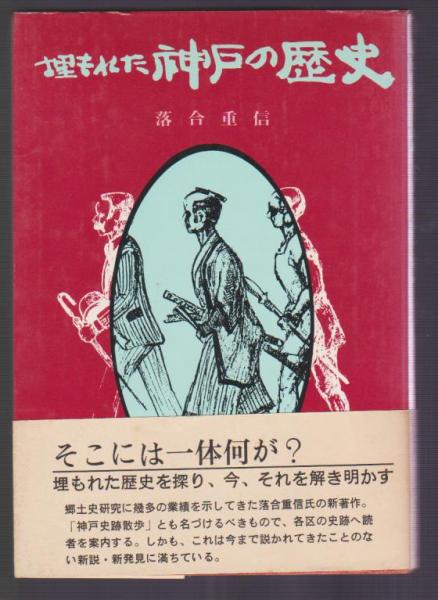 埋もれた神戸の歴史
落合重信
そこには一体何が？
埋もれた歴史を探り、今、それを解き明かす
郷土史研究に幾多の業績を示してきた落合重信氏の新著作。
「神戸史跡散歩」とも名づけるべきもので、各区の史跡へ読
者を案内する。しかも、これは今まで説かれてきたことのな
い新説・新発見に満ちている。